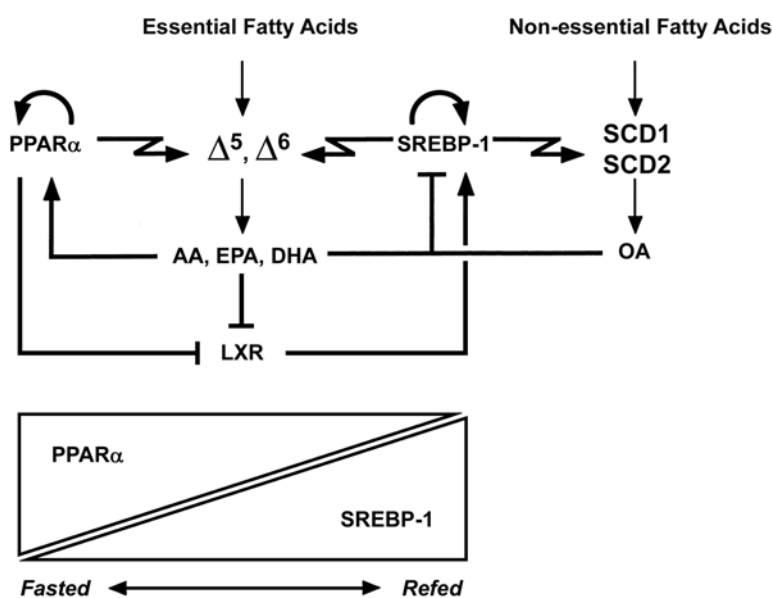 Essential Fatty Acids
Non-essential Fatty Acids
PPARα
Δ⁵, Δ⁶
SREBP-1
SCD1
SCD2
AA, EPA, DHA
OA
LXR
PPARα
SREBP-1
Fasted
Refed